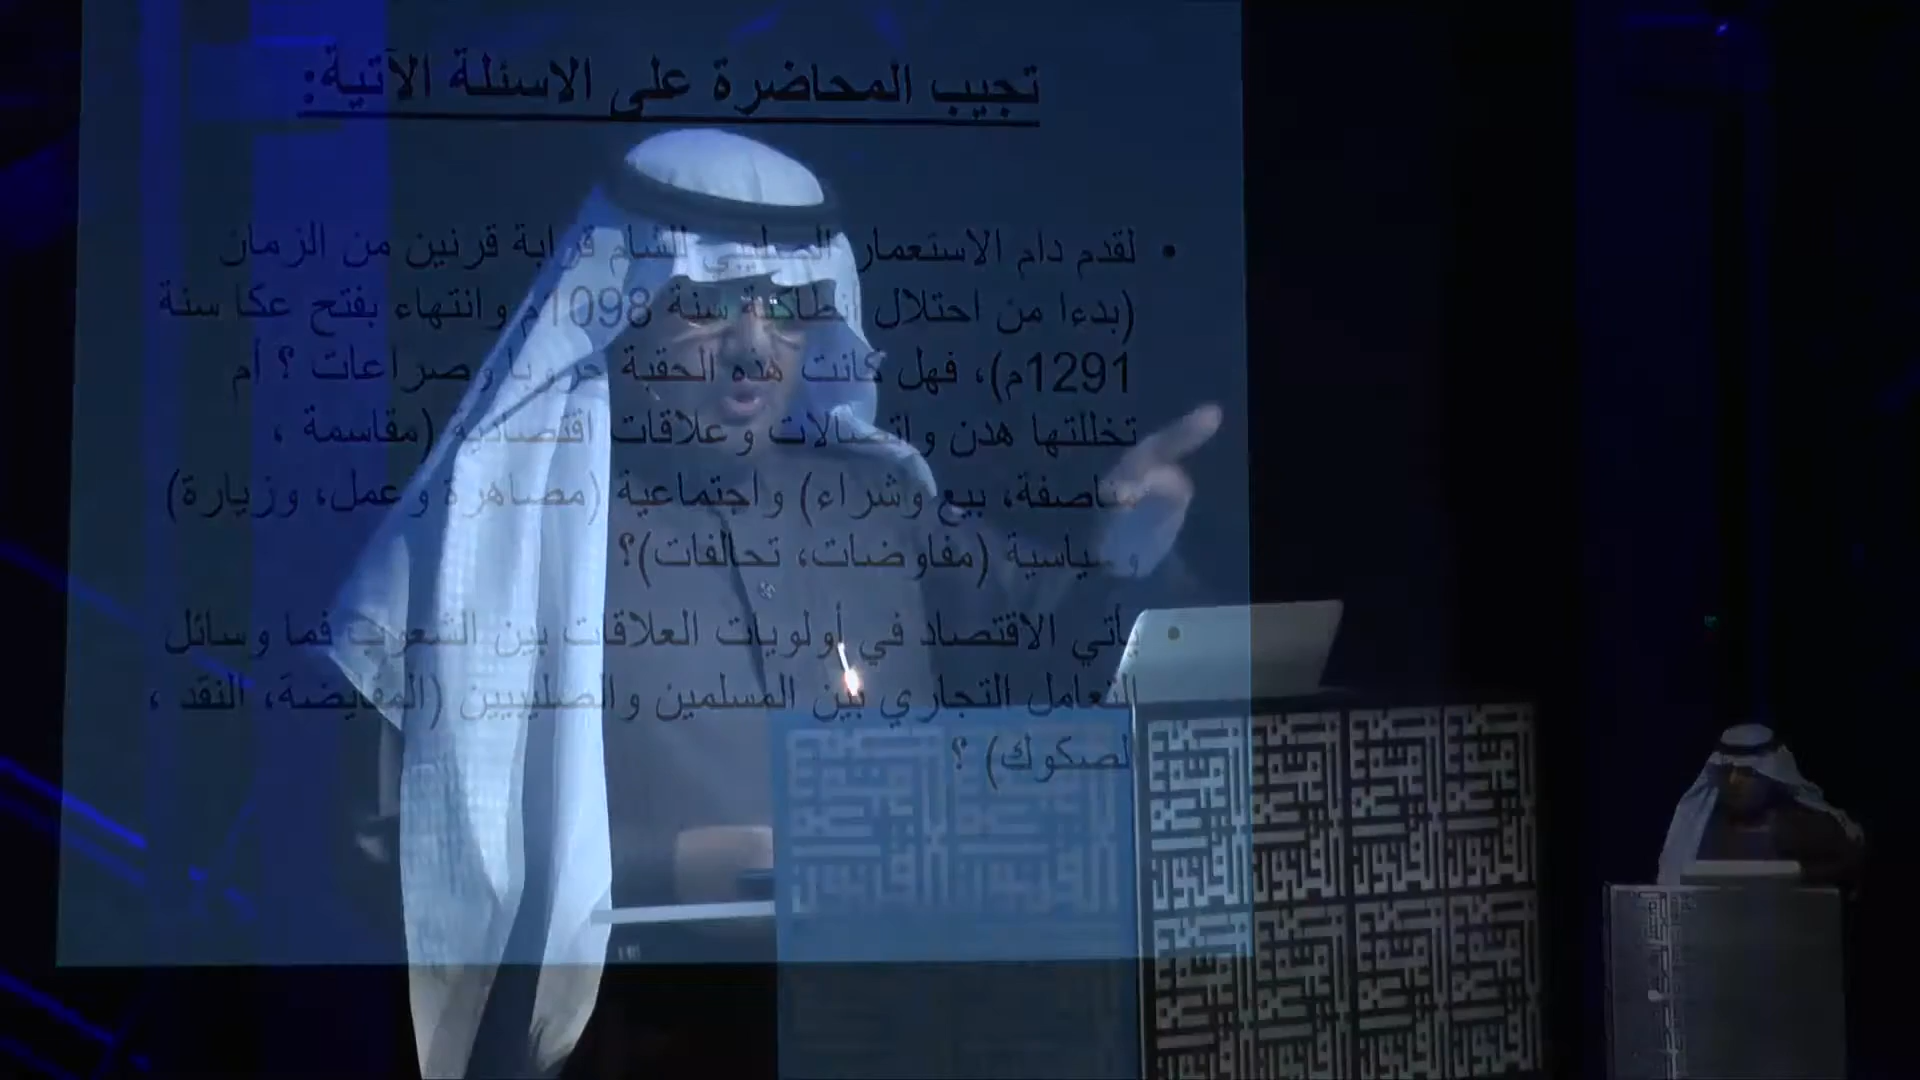 تجيب المحاضرة على الاسئلة الآتية:
• لقدم دام الاستعمار الصليبي للشام قرابة قرنين من الزمان
(بدءا من احتلال انطاكية سنة 1098م وانتهاء بفتح عكا سنة
1291م)، فهل كانت هذه الحقبة حروبا وصراعات ؟ أم
تخللتها هدن واتصالات وعلاقات اقتصادية (مقاسمة ،
مناصفة، بيع وشراء) واجتماعية (مصاهرة وعمل، وزيارة)
وسياسية (مفاوضات، تحالفات)؟
• يأتي الاقتصاد في أولويات العلاقات بين الشعوب فما وسائل
التعامل التجاري بين المسلمين والصليبيين (المقايضة، النقد ،
الصكوك) ؟